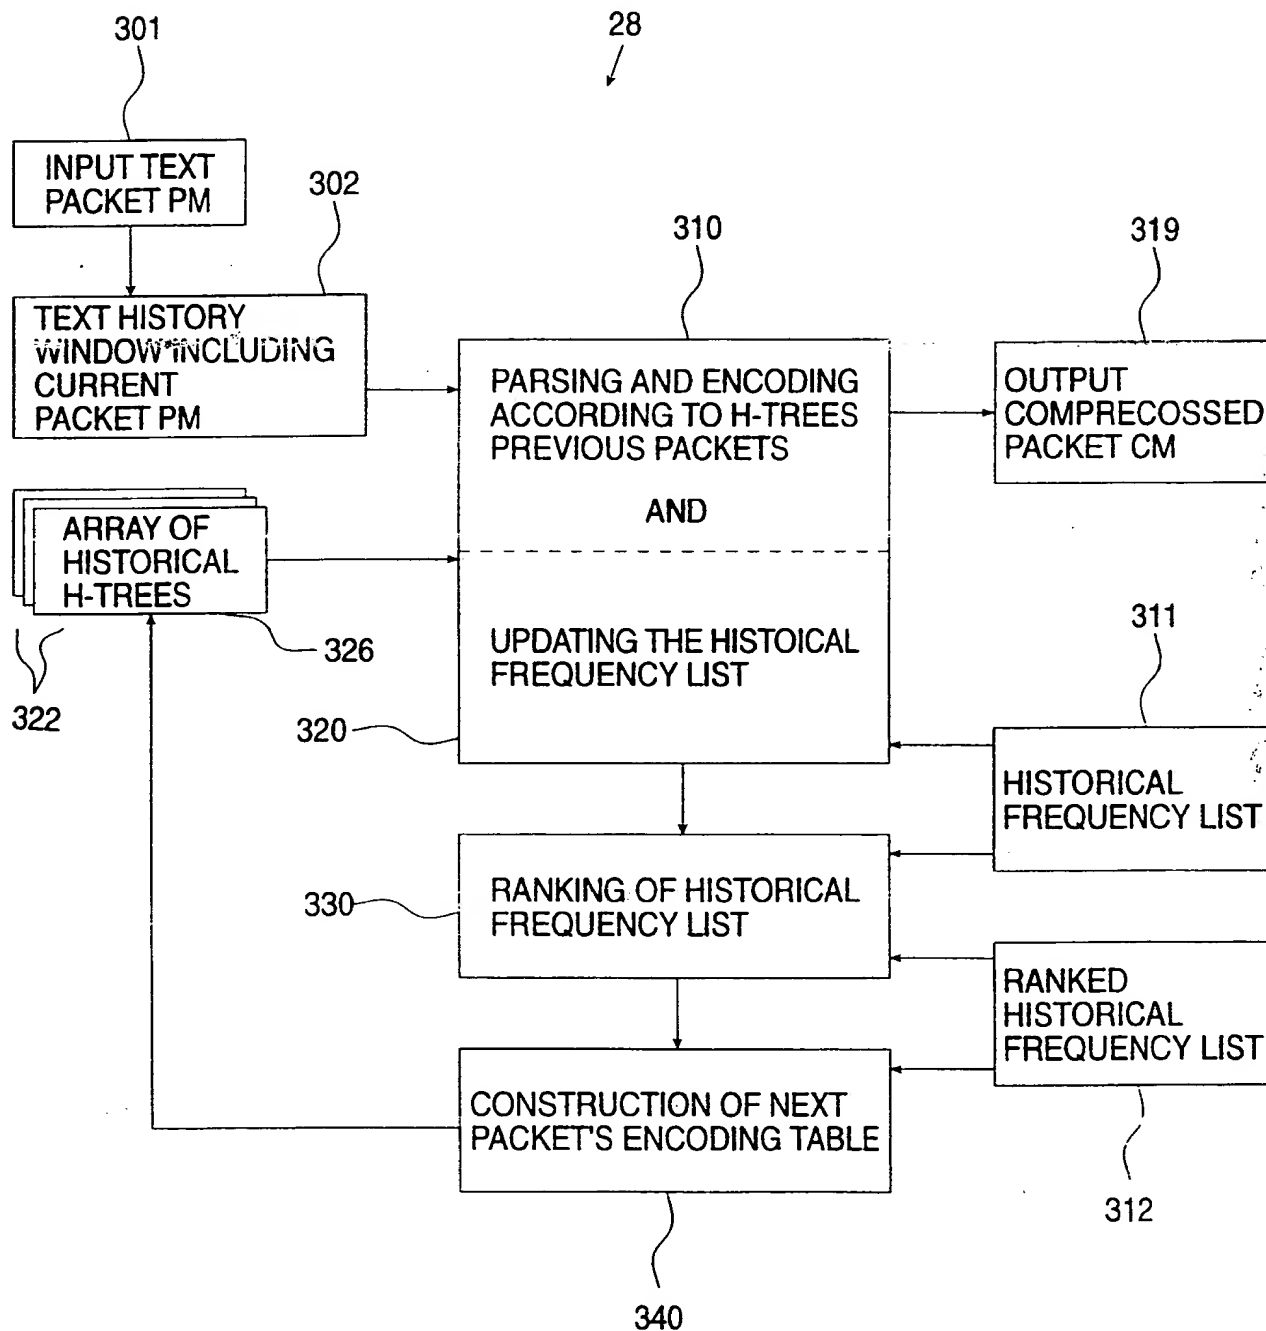 301
28
INPUT TEXT
PACKET PM
302
310
319
TEXT HISTORY
WINDOW INCLUDING
CURRENT
PACKET PM
PARSING AND ENCODING
ACCORDING TO H-TREES
PREVIOUS PACKETS
AND
OUTPUT
COMPRECOSSED
PACKET CM
ARRAY OF
HISTORICAL
H-TREES
326
322
UPDATING THE HISTOICAL
FREQUENCY LIST
320
311
HISTORICAL
FREQUENCY LIST
330
RANKING OF HISTORICAL
FREQUENCY LIST
RANKED
HISTORICAL
FREQUENCY LIST
CONSTRUCTION OF NEXT
PACKET'S ENCODING TABLE
312
340